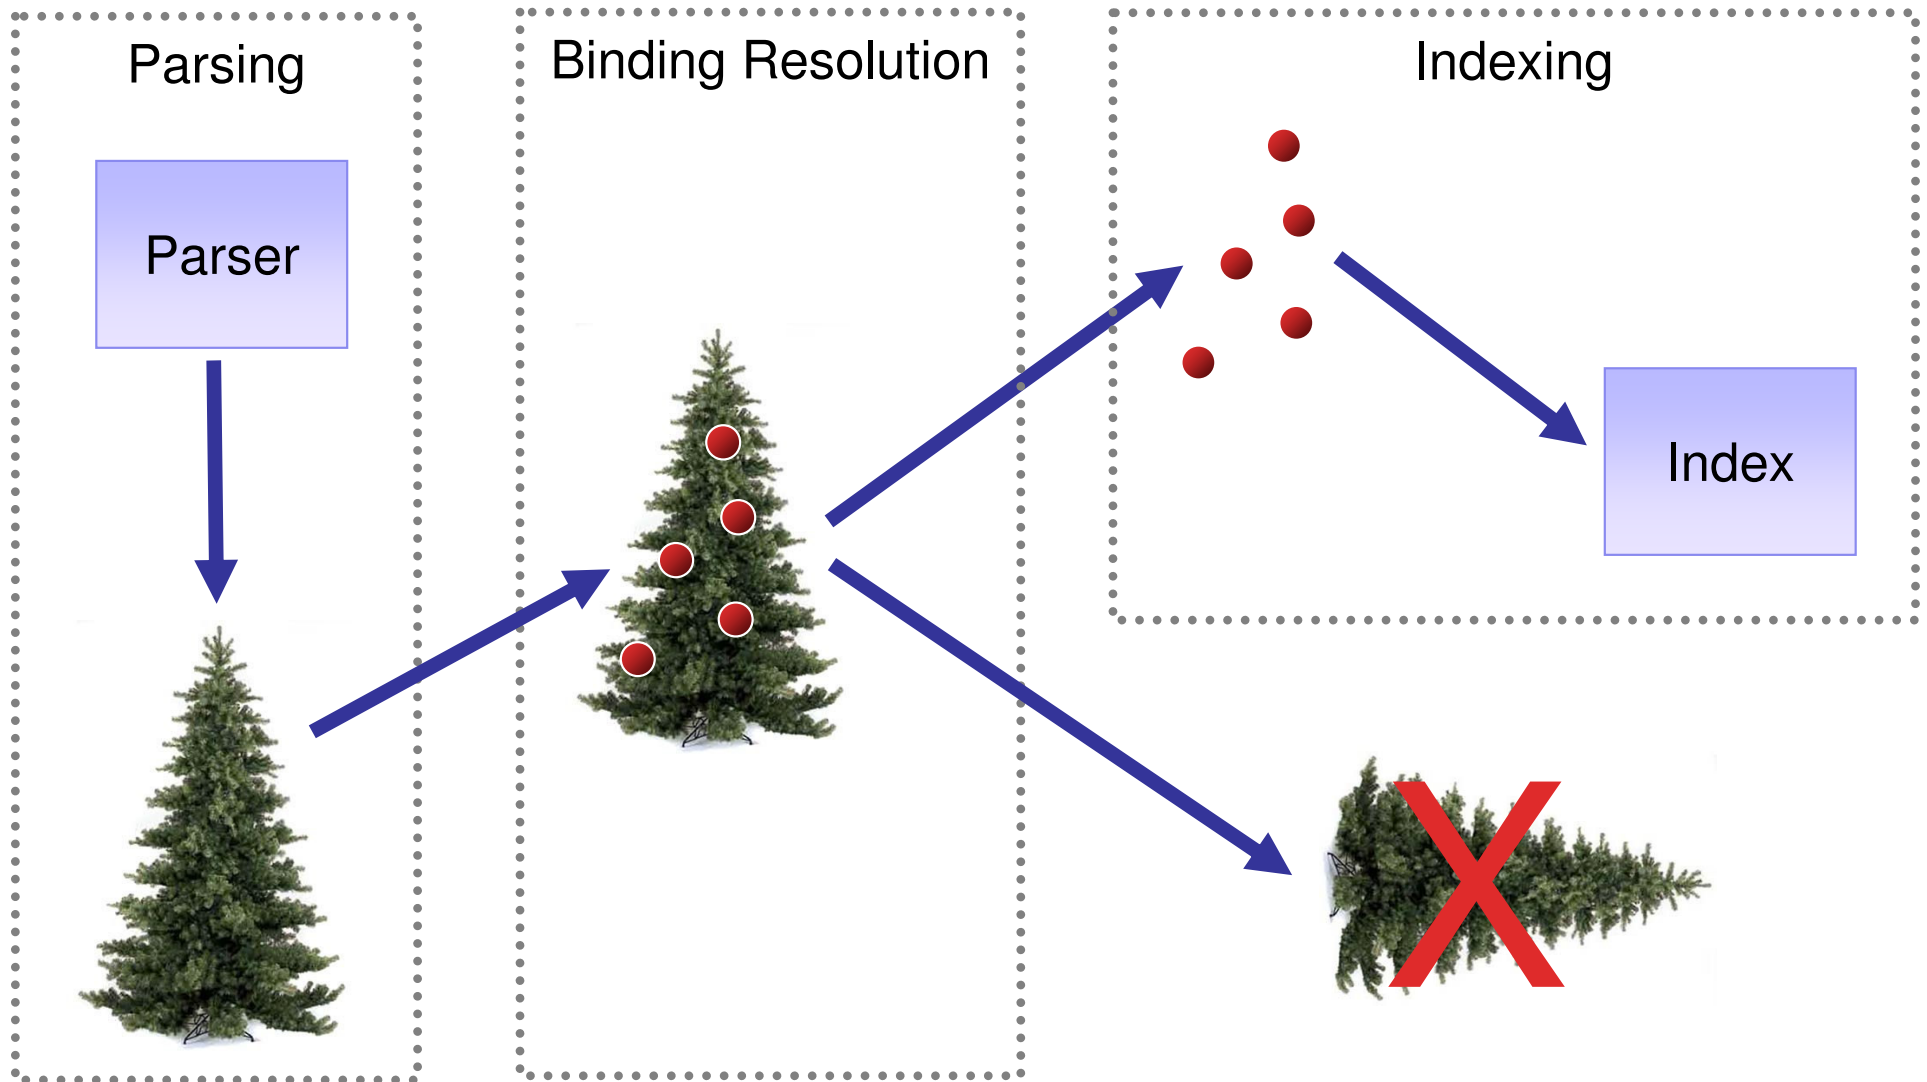 Parsing
Parser
Binding Resolution
Indexing
Index